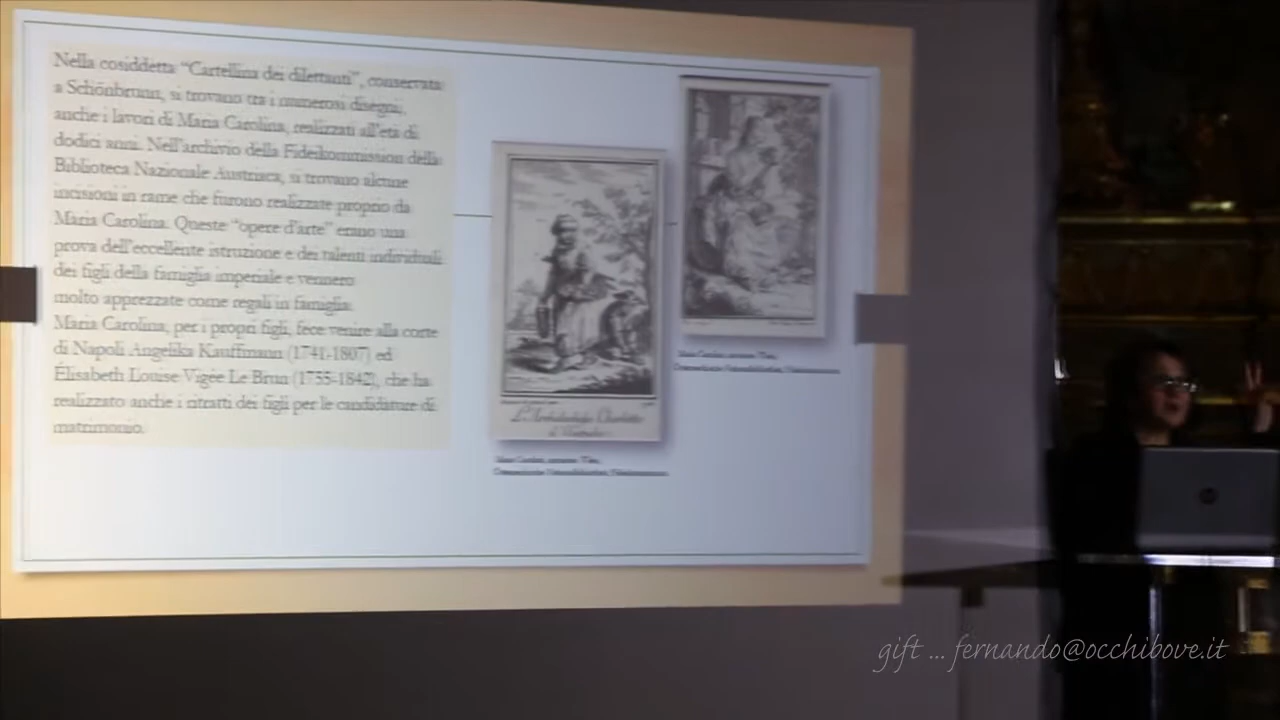 Nella cosiddetta “Cartellina dei dilettanti”, conservata
a Schönbrunn, si trovano tra i numerosi disegni,
anche i lavori di Maria Carolina, realizzati all'età di
dodici anni. Nell'archivio della Fideikommission della
Biblioteca Nazionale Austriaca, si trovano alcune
incisioni in rame che furono realizzate proprio da
Maria Carolina. Queste “opere d'arte” erano una
prova dell'eccellente istruzione e dei talenti individuali
dei figli della famiglia imperiale e vennero
molto apprezzate come regali in famiglia.
Maria Carolina, per i propri figli, fece venire alla corte
di Napoli Angelika Kauffmann (1741-1807) ed
Élisabeth Louise Vigée Le Brun (1755-1842), che ha
realizzato anche i ritratti dei figli per le candidature di
matrimonio.
gift ... fernando@occhibove.it